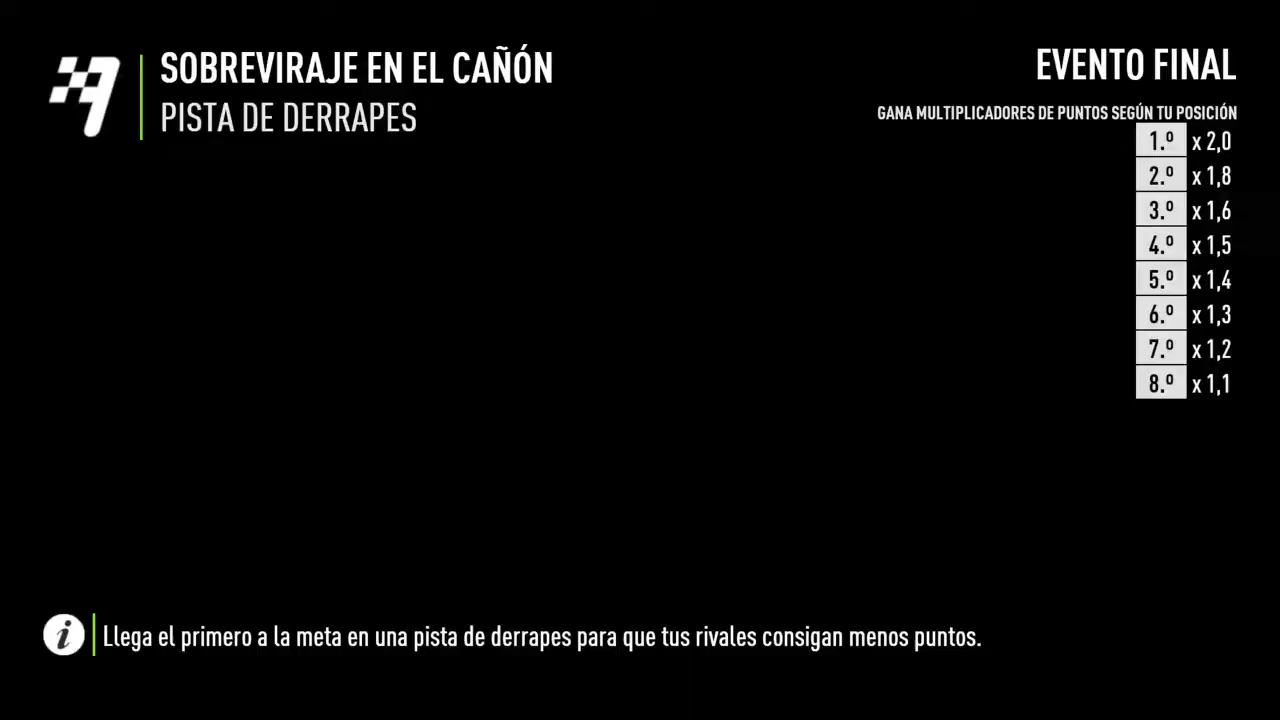 SOBREVIRAJE EN EL CAÑÓN
PISTA DE DERRAPES
EVENTO FINAL
GANA MULTIPLICADORES DE PUNTOS SEGÚN TU POSICIÓN
1.º x 2,0
2.º x 1,8
3.º x 1,6
4.º x 1,5
5.º x 1,4
6.º x 1,3
7.º x 1,2
8.º x 1,1
i Llega el primero a la meta en una pista de derrapes para que tus rivales consigan menos puntos.